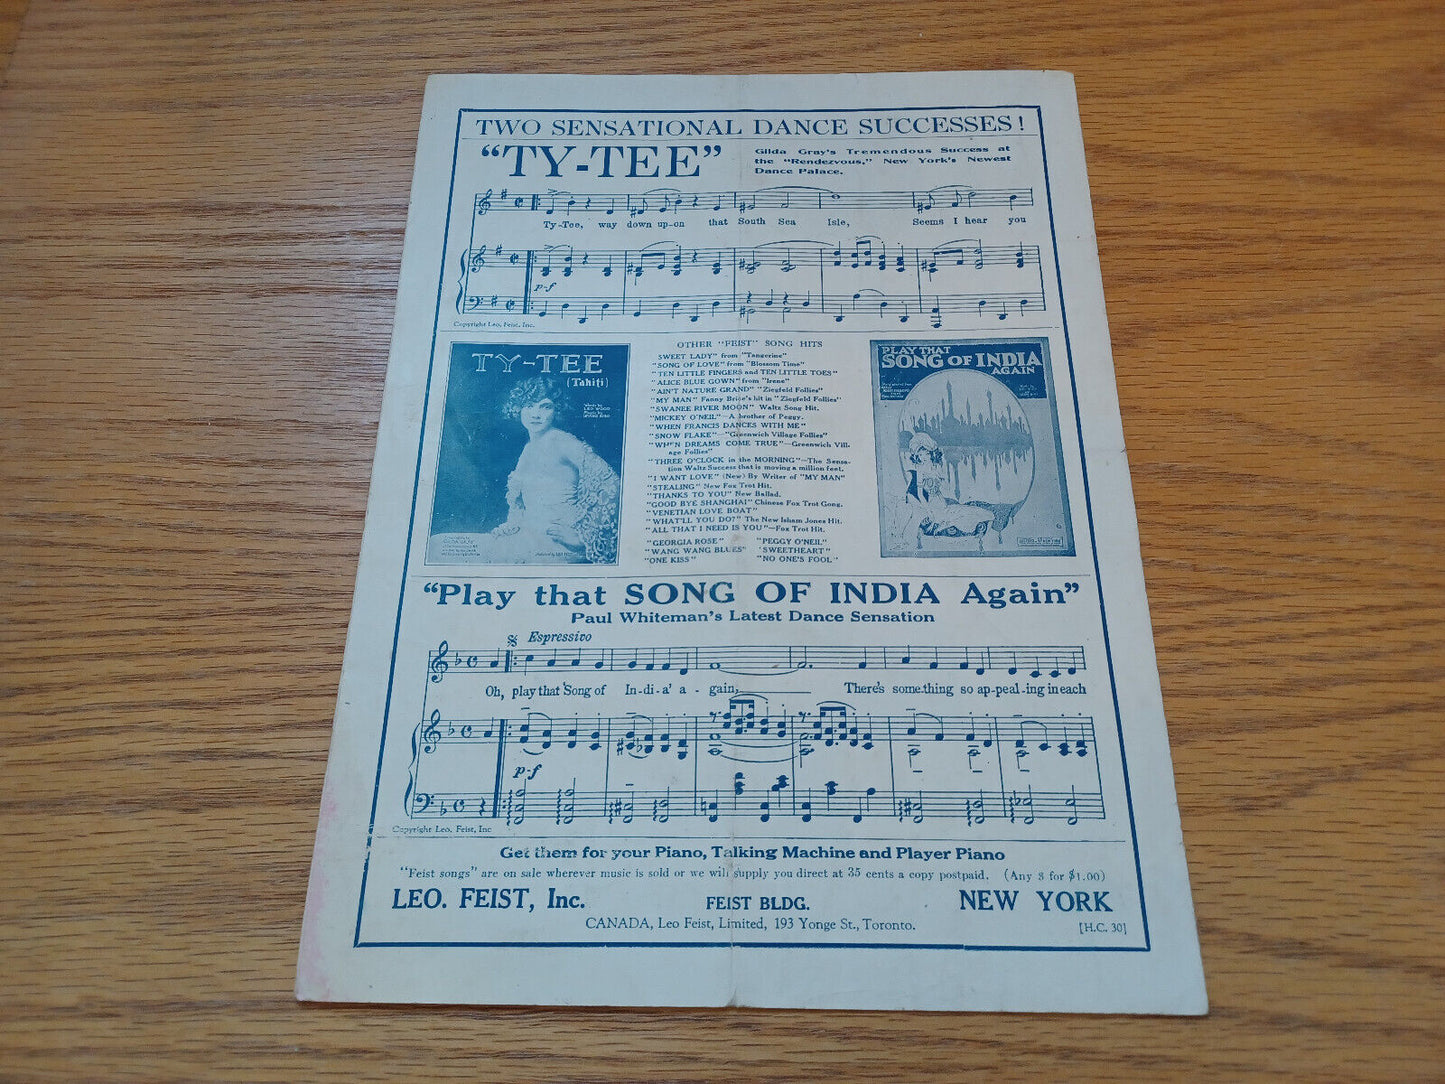 TWO SENSATIONAL DANCE SUCCESSES!
"TY-TEE"
Gilda Gray's Tremendous Success at
the "Rendezvous," New York's Newest
Dance Palace.
Ty-Tee, way down up-on that South Sea Isle, Seems I hear you
p-f
Copyright Leo. Feist, Inc.
TY-TEE
(Tahiti)
Words by
LEO WOOD
Music by
IRVING BIBO
OTHER "FEIST" SONG HITS
SWEET LADY" from "Tangerine"
"SONG OF LOVE" from "Blossom Time"
"TEN LITTLE FINGERS and TEN LITTLE TOES"
"ALICE BLUE GOWN" from "Irene"
"AIN'T NATURE GRAND" "Ziegfeld Follies"
"MY MAN" Fanny Brice's hit in "Ziegfeld Follies"
"SWANEE RIVER MOON" Waltz Song Hit.
"MICKEY O'NEIL"—A brother of Peggy.
"WHEN FRANCIS DANCES WITH ME"
"SNOW FLAKE"—"Greenwich Village Follies"
"WHEN DREAMS COME TRUE"—Greenwich Vill-
age Follies"
"THREE O'CLOCK in the MORNING"—The Sensa-
tion Waltz Success that is moving a million feet.
"I WANT LOVE" (New) By Writer of "MY MAN"
"STEALING" New Fox Trot Hit.
"THANKS TO YOU" New Ballad.
"GOOD BYE SHANGHAI" Chinese Fox Trot Gong.
"VENETIAN LOVE BOAT"
"WHAT'LL YOU DO?" The New Isham Jones Hit.
"ALL THAT I NEED IS YOU"—Fox Trot Hit.
"GEORGIA ROSE" "PEGGY O'NEIL"
"WANG WANG BLUES" 'SWEETHEART"
"ONE KISS" "NO ONE'S FOOL"
PLAY THAT
SONG OF INDIA
AGAIN
"Play that SONG OF INDIA Again"
Paul Whiteman's Latest Dance Sensation
Espressivo
Oh, play that Song of In-di-a' a - gain, There's some-thing so ap-peal-ing in each
p-f
Copyright Leo. Feist, Inc
Get them for your Piano, Talking Machine and Player Piano
"Feist songs" are on sale wherever music is sold or we will supply you direct at 35 cents a copy postpaid. (Any 3 for $1.00)
LEO. FEIST, Inc. FEIST BLDG. NEW YORK
CANADA, Leo Feist, Limited, 193 Yonge St., Toronto.
[H.C. 30]